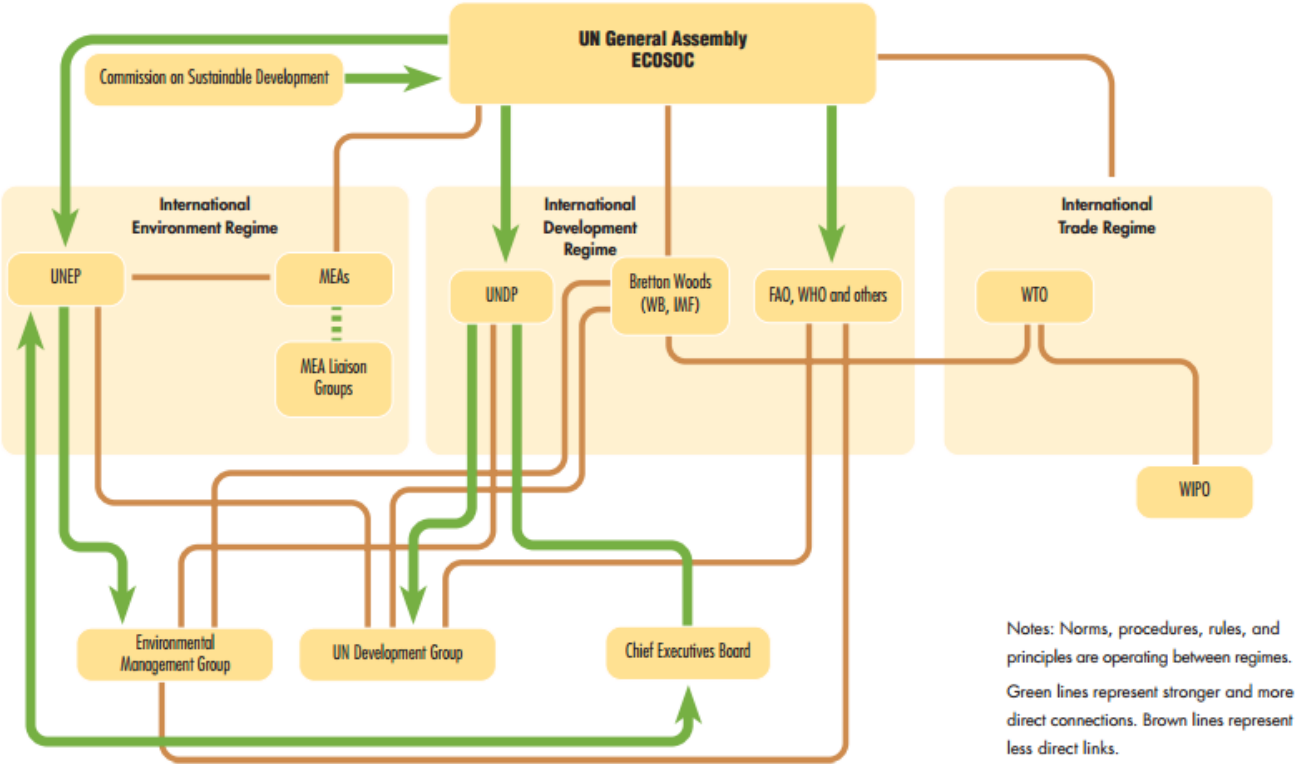 UN General Assembly
ECOSOC
Commission on Sustainable Development
International
Environment Regime
International
Development
Regime
International
Trade Regime
UNEP
MEAs
UNDP
Bretton Woods
(WB, IMF)
FAO, WHO and others
WTO
MEA Liaison
Groups
WIPO
Environmental
Management Group
UN Development Group
Chief Executives Board
Notes: Norms, procedures, rules, and
principles are operating between regimes.
Green lines represent stronger and more
direct connections. Brown lines represent
less direct links.